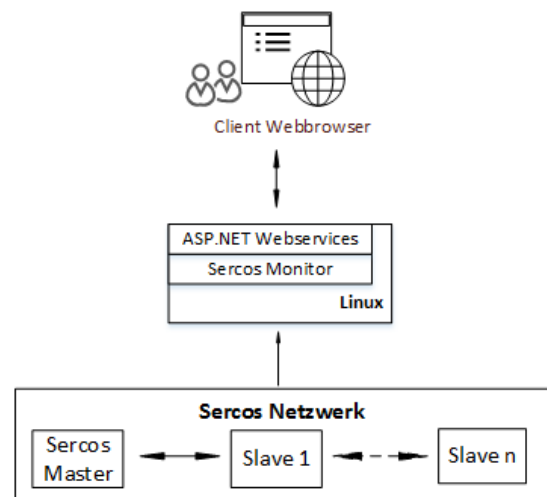 Client Webbrowser
ASP.NET Webservices
Sercos Monitor
Linux
Sercos Netzwerk
Sercos
Master
Slave 1
Slave n